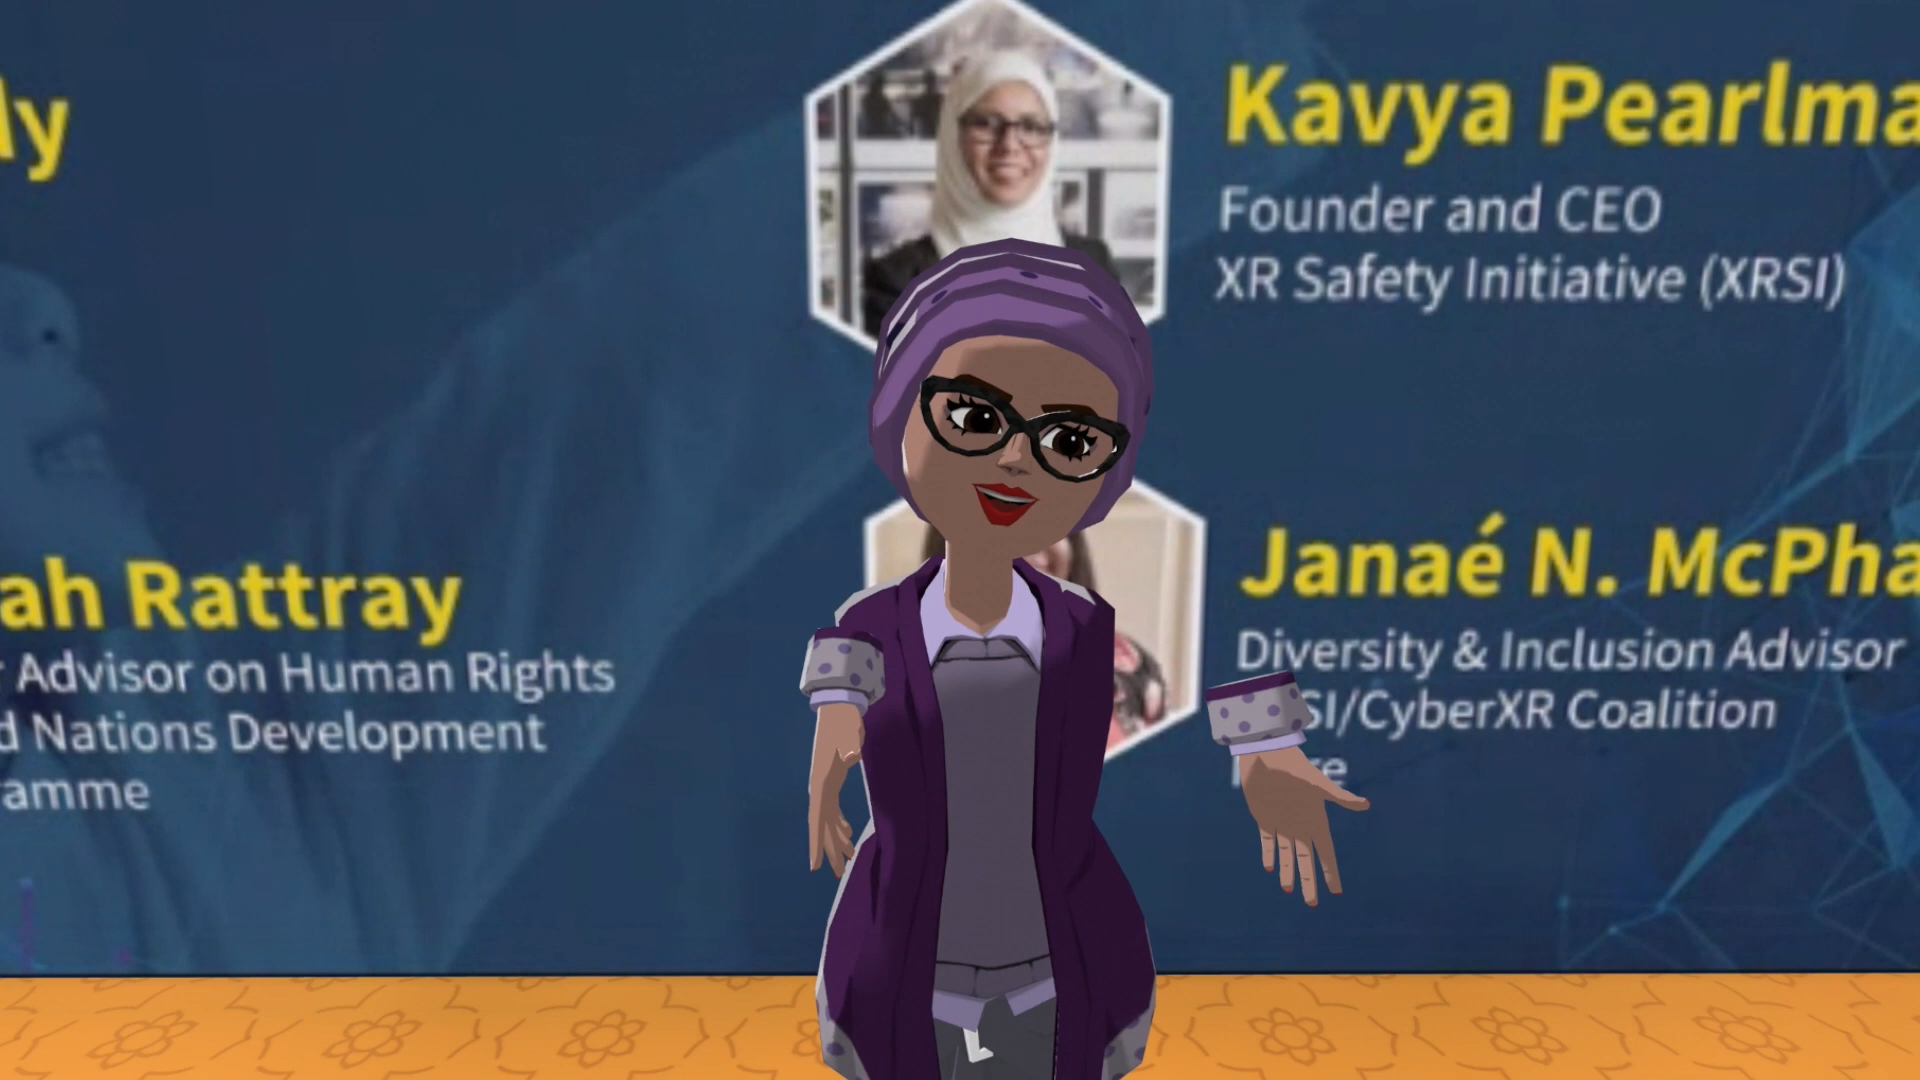 ly
Kavya Pearlma
Founder and CEO
XR Safety Initiative (XRSI)
ah Rattray
r Advisor on Human Rights
d Nations Development
ramme
Janaé N. McPha
Diversity & Inclusion Advisor
SI/CyberXR Coalition